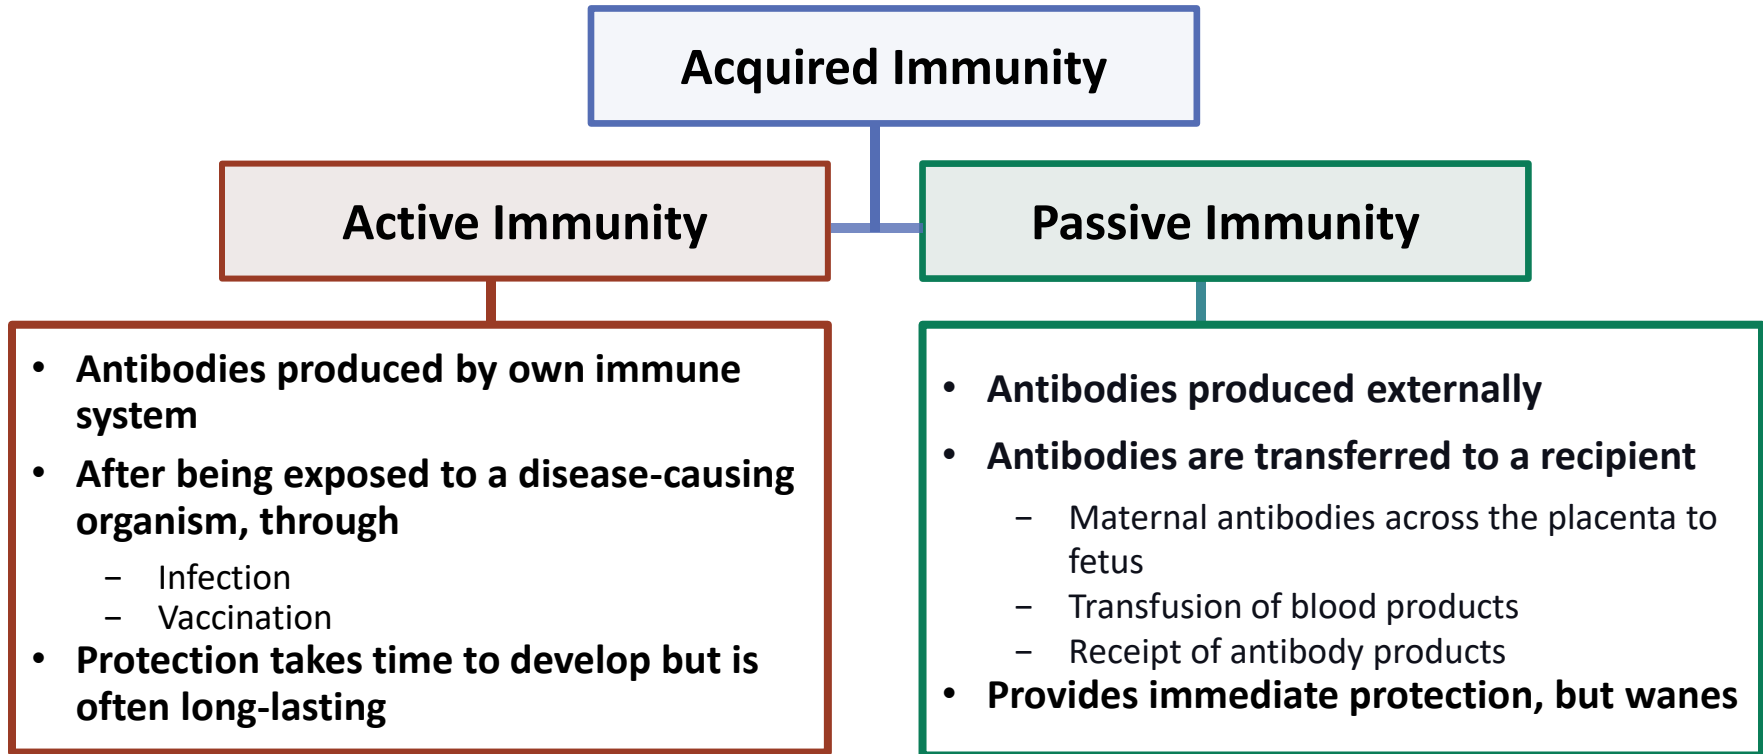 Acquired Immunity
Active Immunity
Passive Immunity
• Antibodies produced by own immune
system
• After being exposed to a disease-causing
organism, through
– Infection
– Vaccination
• Protection takes time to develop but is
often long-lasting
• Antibodies produced externally
• Antibodies are transferred to a recipient
– Maternal antibodies across the placenta to
fetus
– Transfusion of blood products
– Receipt of antibody products
• Provides immediate protection, but wanes